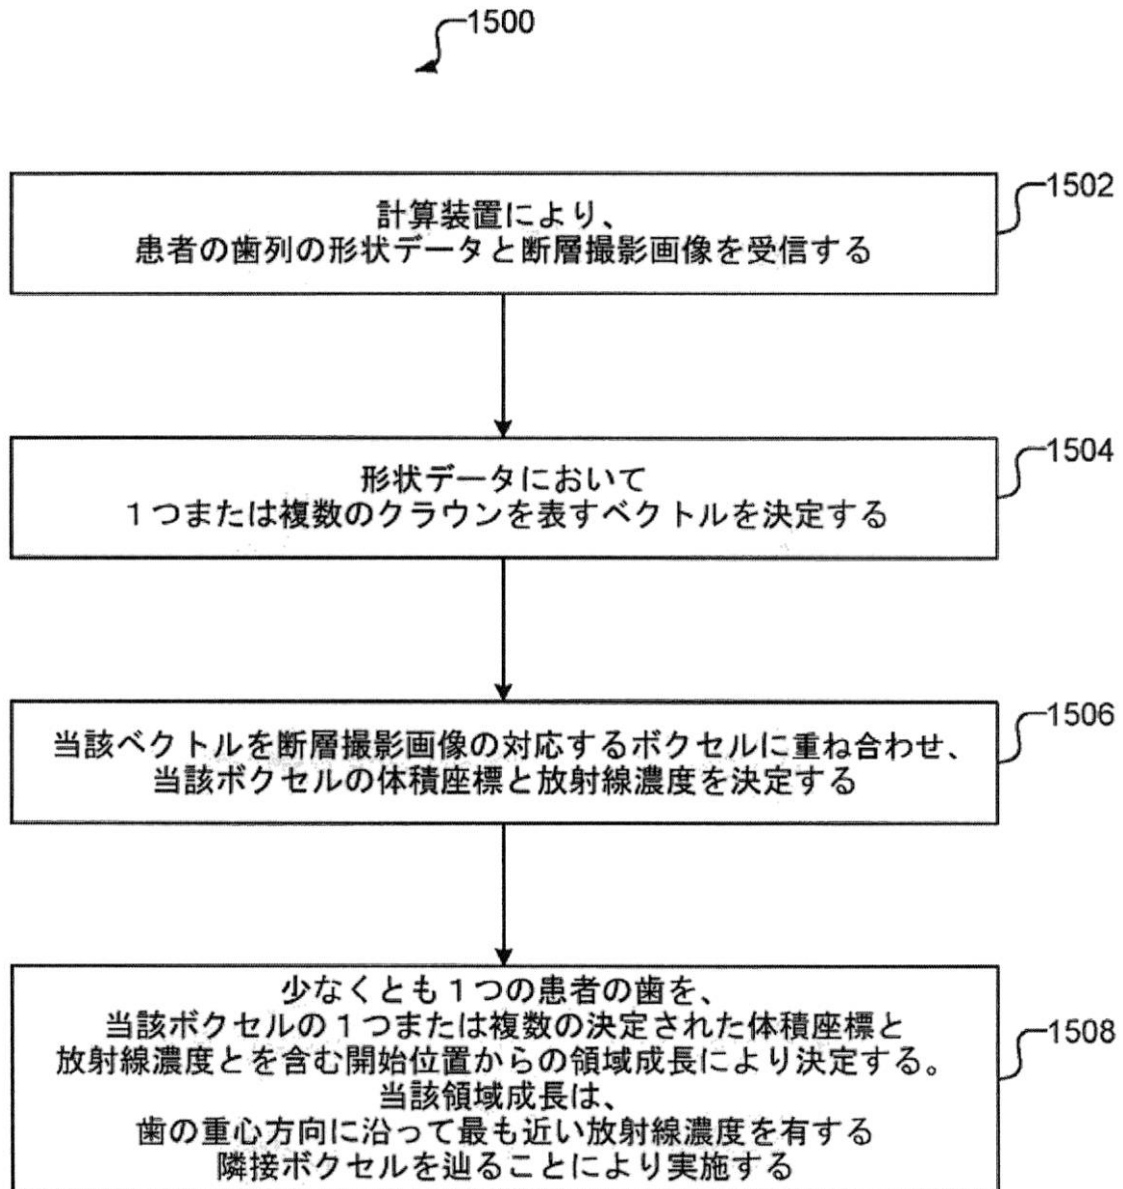 1500
1502
計算装置により、
患者の歯列の形状データと断層撮影画像を受信する
1504
形状データにおいて
1つまたは複数のクラウンを表すベクトルを決定する
1506
当該ベクトルを断層撮影画像の対応するボクセルに重ね合わせ、
当該ボクセルの体積座標と放射線濃度を決定する
少なくとも1つの患者の歯を、
当該ボクセルの1つまたは複数の決定された体積座標と
1508
放射線濃度とを含む開始位置からの領域成長により決定する。
当該領域成長は、
歯の重心方向に沿って最も近い放射線濃度を有する
隣接ボクセルを辿ることにより実施する